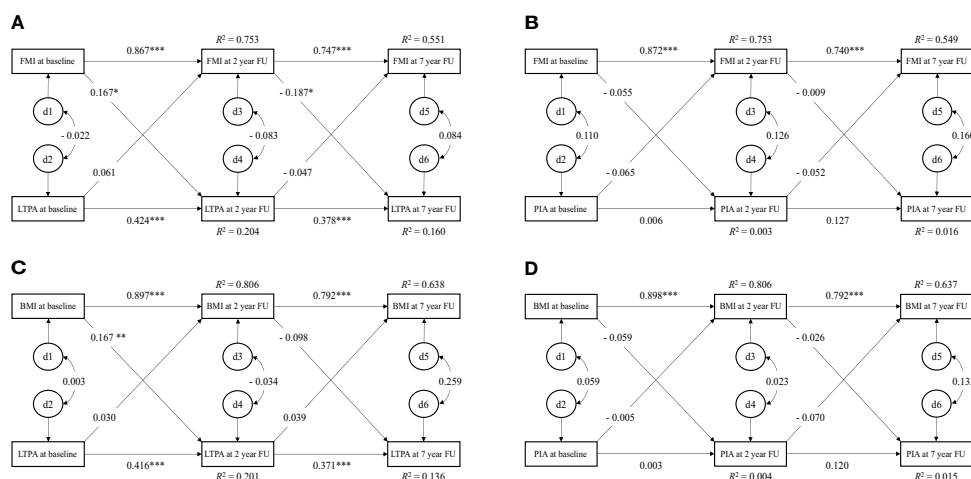 A
R² = 0.753
R² = 0.551
0.867***
0.747***
FMI at baseline
FMI at 2 year FU
FMI at 7 year FU
0.167*
- 0.187*
d1
d3
d5
- 0.022
- 0.083
0.084
d2
d4
d6
0.061
- 0.047
LTPA at baseline
LTPA at 2 year FU
LTPA at 7 year FU
0.424***
0.378***
R² = 0.204
R² = 0.160
B
R² = 0.753
R² = 0.549
0.872***
0.740***
FMI at baseline
FMI at 2 year FU
FMI at 7 year FU
- 0.055
- 0.009
d1
d3
d5
0.110
0.126
0.160
d2
d4
d6
- 0.065
- 0.052
PIA at baseline
PIA at 2 year FU
PIA at 7 year FU
0.006
0.127
R² = 0.003
R² = 0.016
C
R² = 0.806
R² = 0.638
0.897***
0.792***
BMI at baseline
BMI at 2 year FU
BMI at 7 year FU
0.167 **
- 0.098
d1
d3
d5
0.003
- 0.034
0.259
d2
d4
d6
0.030
0.039
LTPA at baseline
LTPA at 2 year FU
LTPA at 7 year FU
0.416***
0.371***
R² = 0.201
R² = 0.136
D
R² = 0.806
R² = 0.637
0.898***
0.792***
BMI at baseline
BMI at 2 year FU
BMI at 7 year FU
- 0.059
- 0.026
d1
d3
d5
0.059
0.023
d2
d4
d6
- 0.005
- 0.070
PIA at baseline
PIA at 2 year FU
PIA at 7 year FU
0.003
0.120
R² = 0.004
R² = 0.015